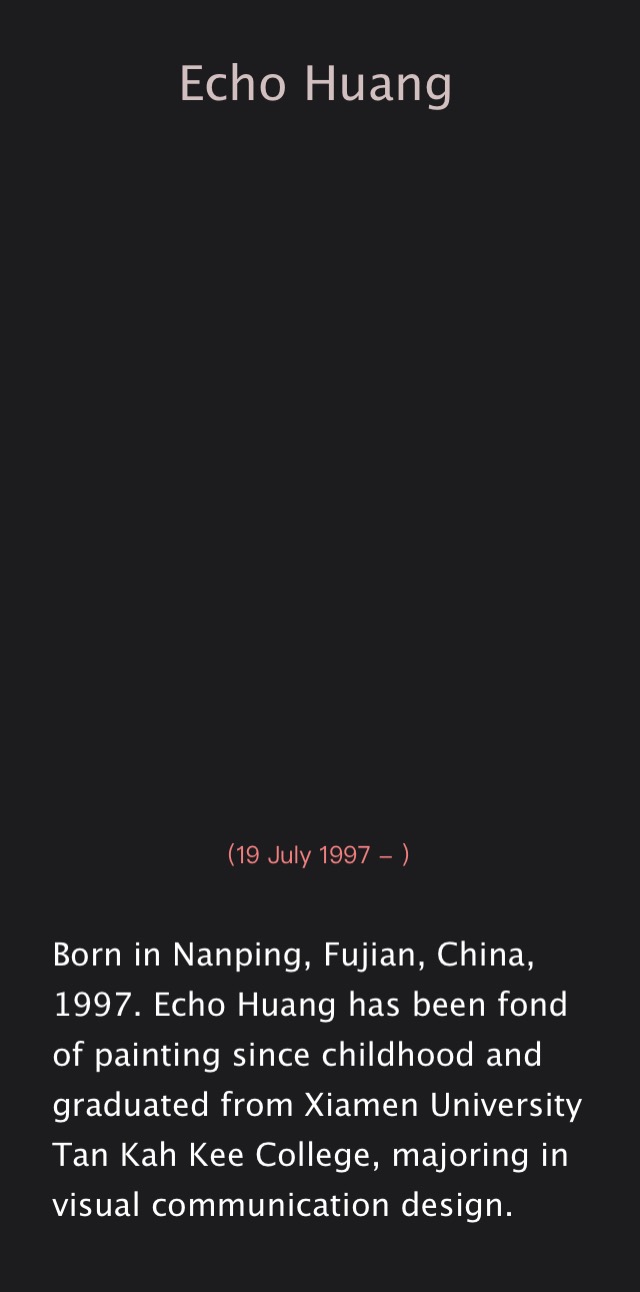 Echo Huang
(19 July 1997 – )
Born in Nanping, Fujian, China,
1997. Echo Huang has been fond
of painting since childhood and
graduated from Xiamen University
Tan Kah Kee College, majoring in
visual communication design.